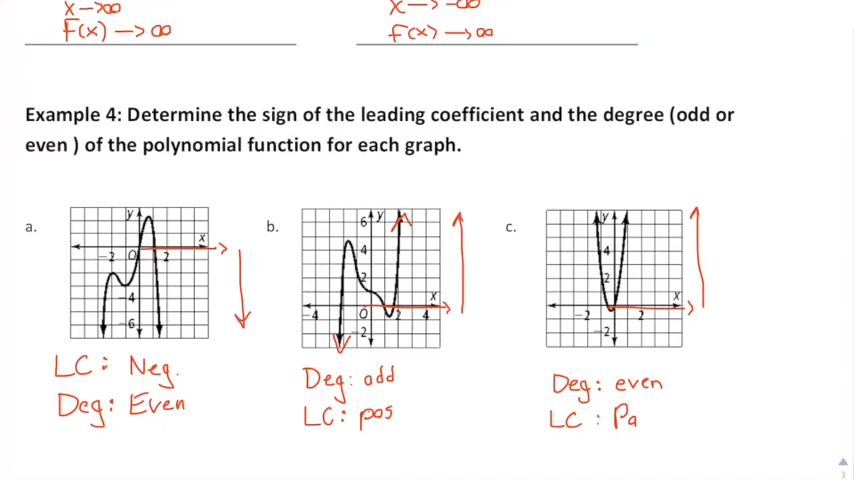 x —>∞
F(x) —> ∞
x —> -∞
F(x) —> ∞
Example 4: Determine the sign of the leading coefficient and the degree (odd or
even ) of the polynomial function for each graph.
a.
y
x
-2
O
2
-4
-6
LC: Neg.
Deg: Even
b.
6
y
4
2
x
-4
O
2
4
-2
Deg: odd
LC: pos
c.
y
4
2
x
-2
2
-2
Deg: even
LC : Po
3